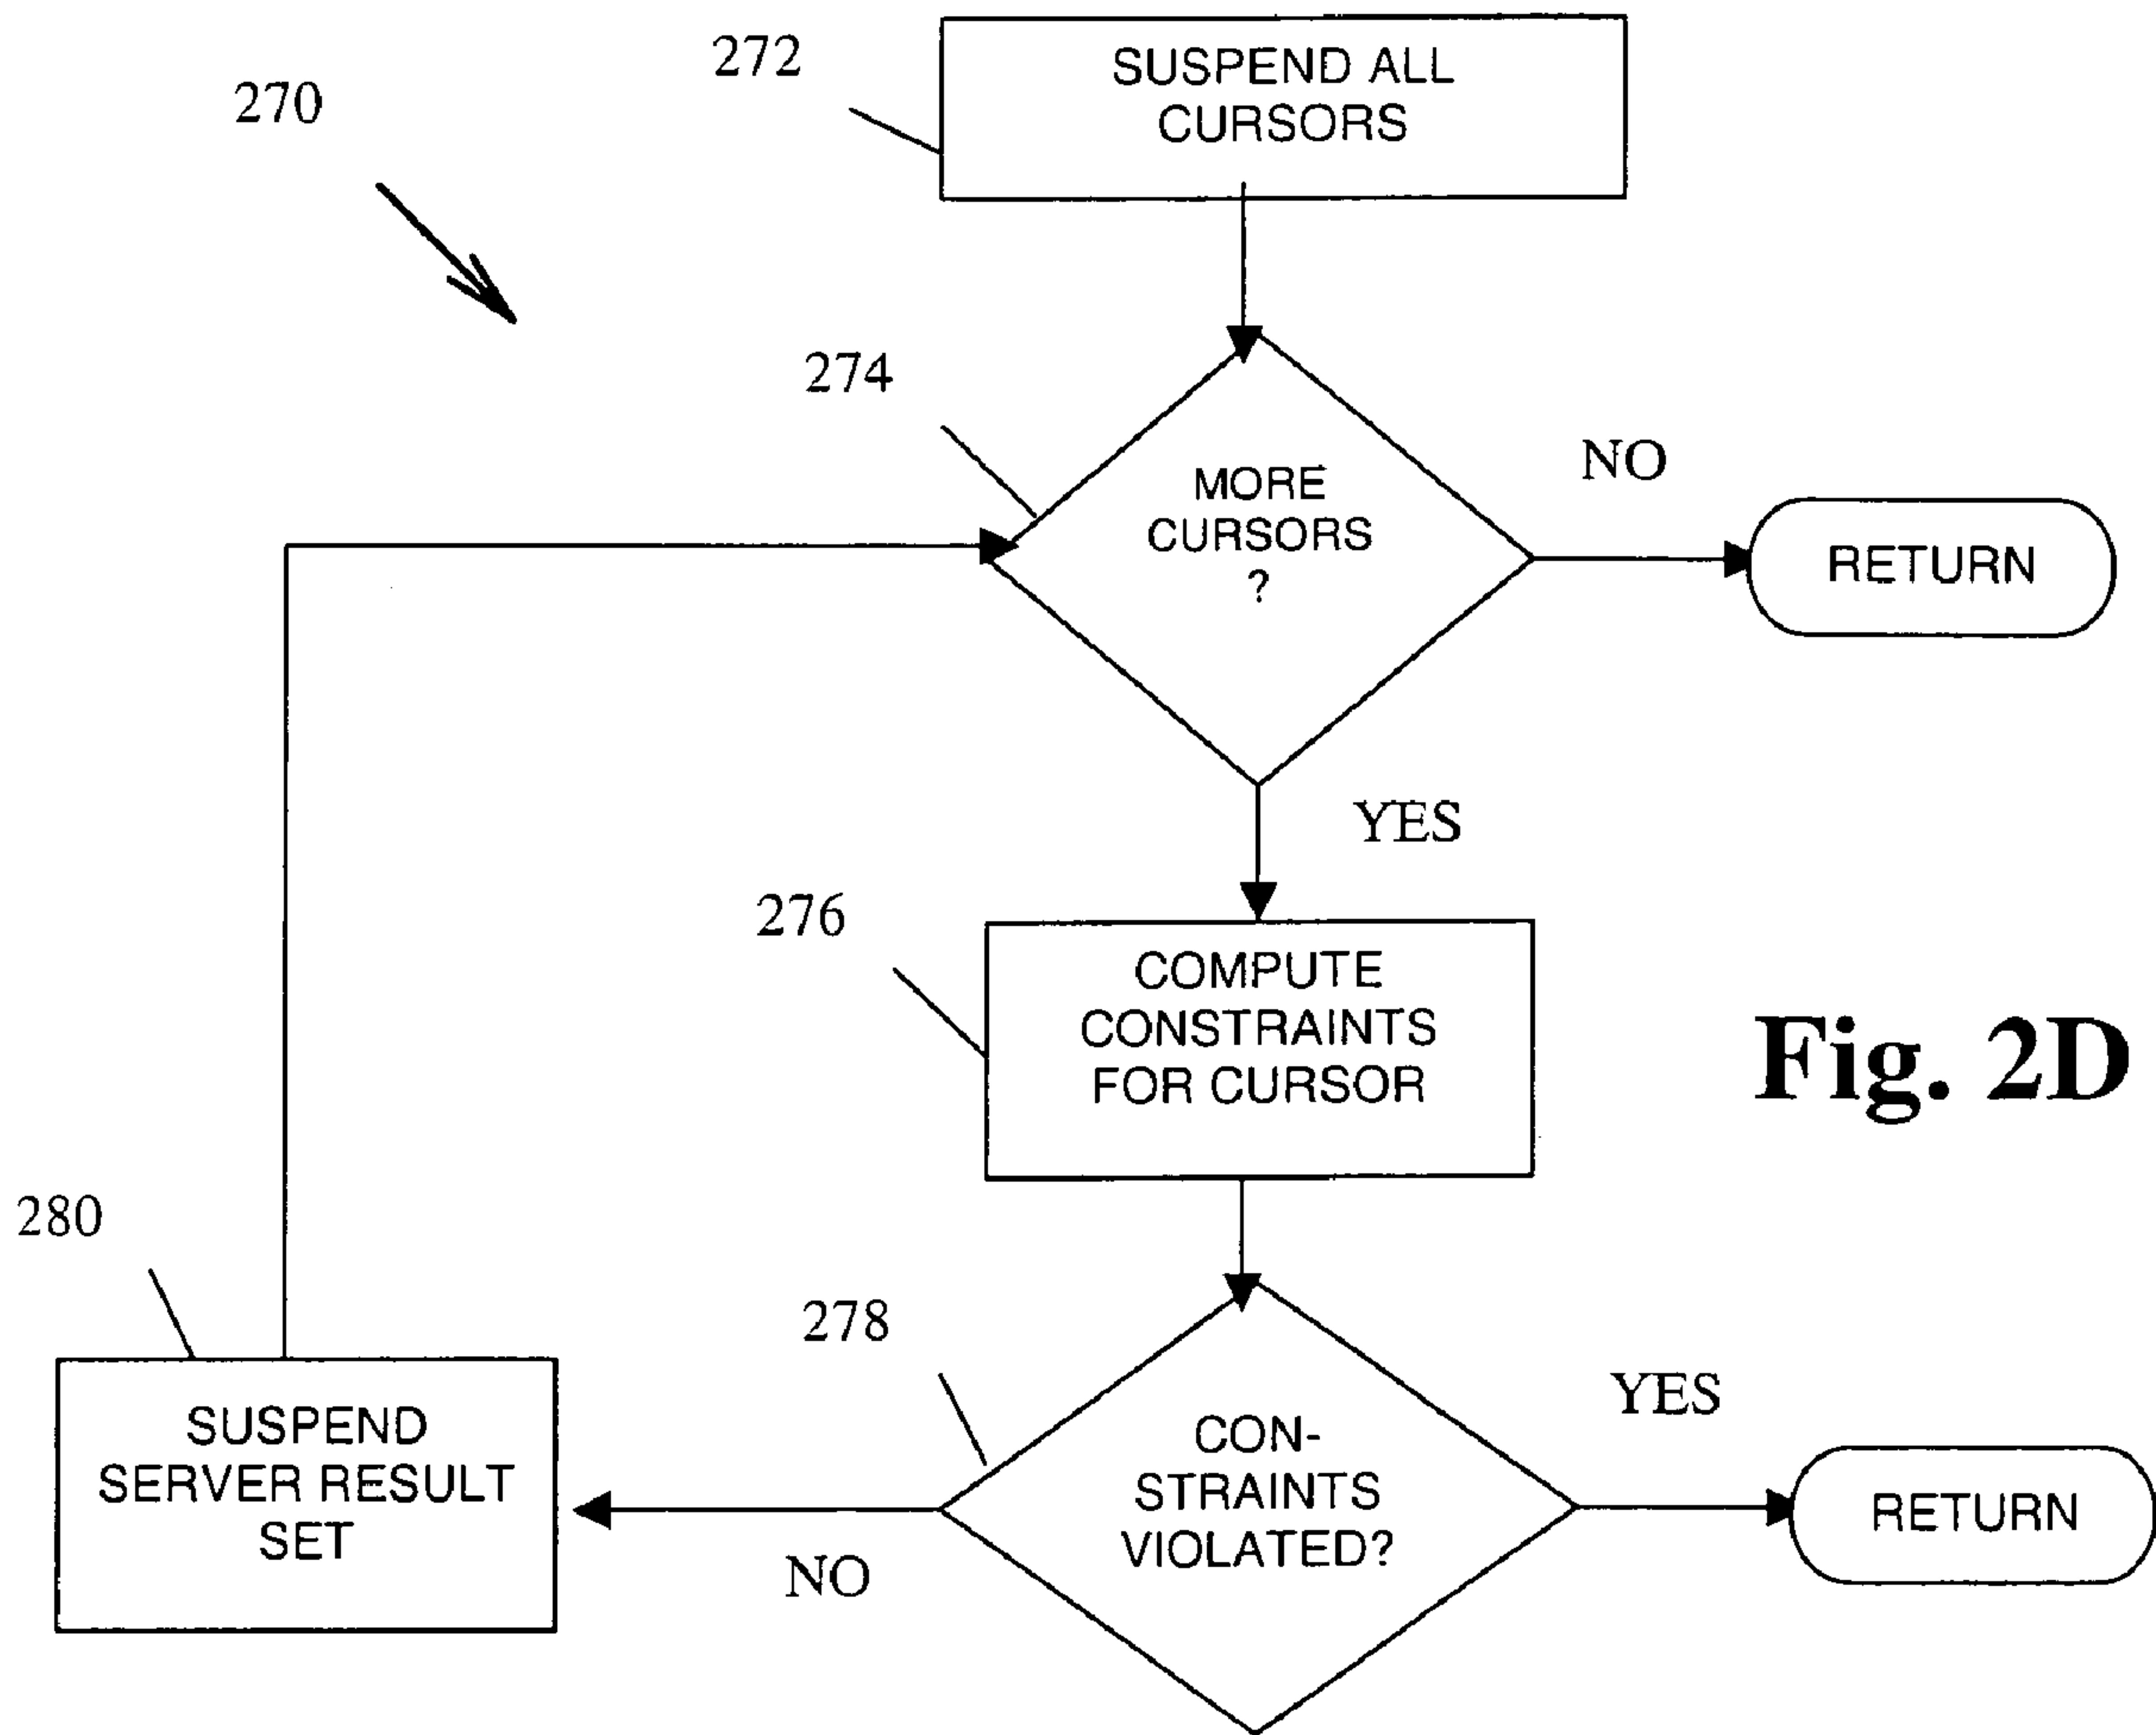 270
272
SUSPEND ALL
CURSORS
274
MORE
CURSORS
?
NO
RETURN
YES
276
COMPUTE
CONSTRAINTS
FOR CURSOR
Fig. 2D
280
SUSPEND
SERVER RESULT
SET
278
CON-
STRAINTS
VIOLATED?
NO
YES
RETURN